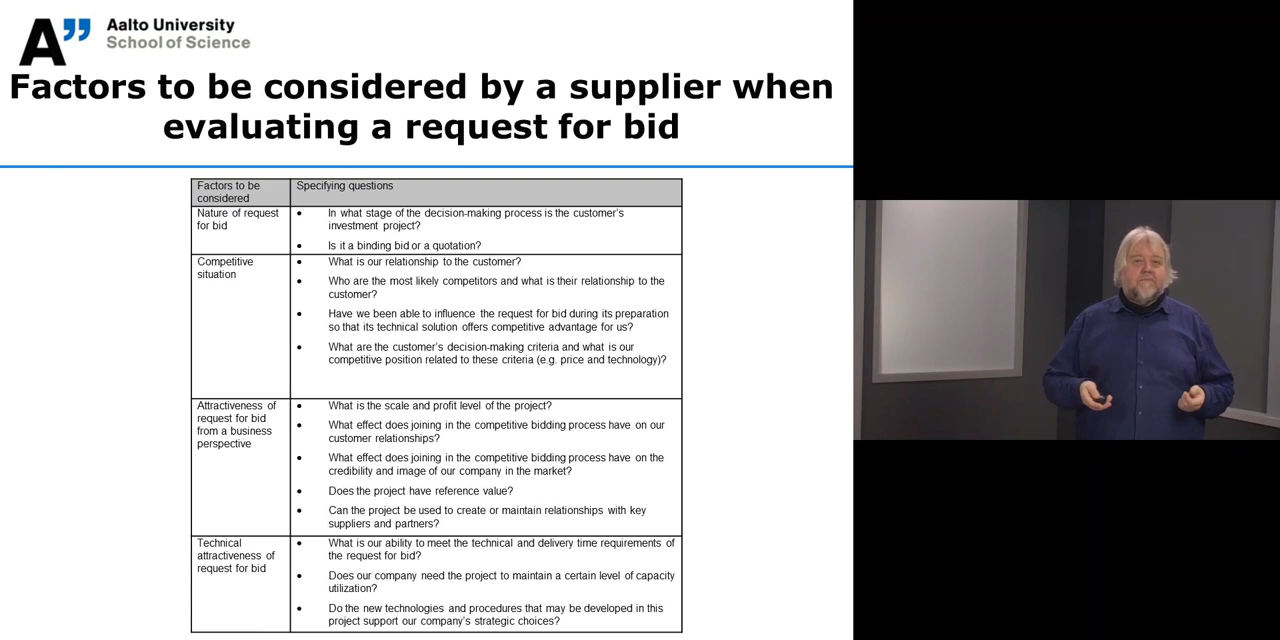 A”
Aalto University
School of Science
Factors to be considered by a supplier when
evaluating a request for bid
Factors to be
considered
Specifying questions
Nature of request
for bid
• In what stage of the decision-making process is the customer's
investment project?
• Is it a binding bid or a quotation?
Competitive
situation
• What is our relationship to the customer?
• Who are the most likely competitors and what is their relationship to the
customer?
• Have we been able to influence the request for bid during its preparation
so that its technical solution offers competitive advantage for us?
• What are the customer's decision-making criteria and what is our
competitive position related to these criteria (e.g. price and technology)?
Attractiveness of
request for bid
from a business
perspective
• What is the scale and profit level of the project?
• What effect does joining in the competitive bidding process have on our
customer relationships?
• What effect does joining in the competitive bidding process have on the
credibility and image of our company in the market?
• Does the project have reference value?
• Can the project be used to create or maintain relationships with key
suppliers and partners?
Technical
attractiveness of
request for bid
• What is our ability to meet the technical and delivery time requirements of
the request for bid?
• Does our company need the project to maintain a certain level of capacity
utilization?
• Do the new technologies and procedures that may be developed in this
project support our company's strategic choices?